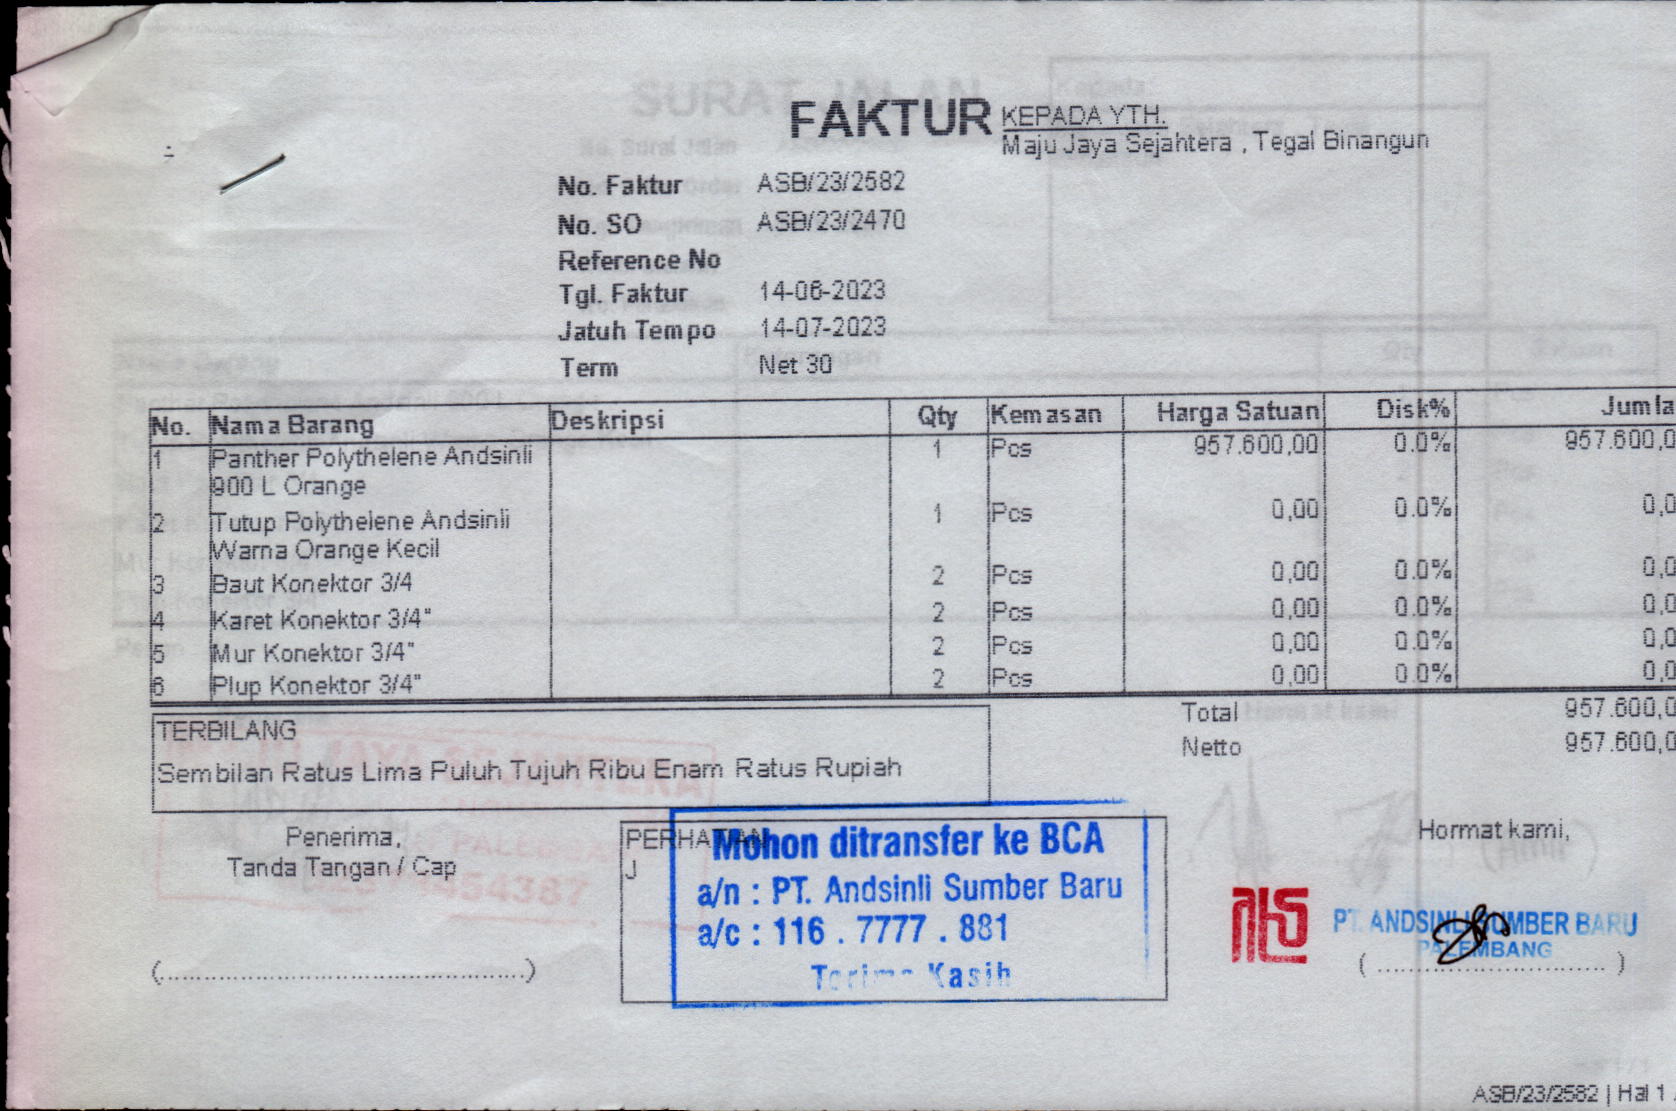 FAKTUR
KEPADA YTH.
Maju Jaya Sejahtera , Tegal Binangun
No. Faktur ASB/23/2582
No. SO ASB/23/2470
Reference No
Tgl. Faktur 14-06-2023
Jatuh Tempo 14-07-2023
Term Net 30
No. Nama Barang Deskripsi Qty Kemasan Harga Satuan Disk% Jumla
1 Panther Polythelene Andsinli 1 Pcs 957.600,00 0.0% 957.600,0
900 L Orange
2 Tutup Polythelene Andsinli 1 Pcs 0,00 0.0% 0,0
Warna Orange Kecil
3 Baut Konektor 3/4 2 Pcs 0,00 0.0% 0,0
4 Karet Konektor 3/4" 2 Pcs 0,00 0.0% 0,0
5 Mur Konektor 3/4" 2 Pcs 0,00 0.0% 0,0
6 Plup Konektor 3/4" 2 Pcs 0,00 0.0% 0,0
Total 957.600,0
Netto 957.600,0
TERBILANG
Sembilan Ratus Lima Puluh Tujuh Ribu Enam Ratus Rupiah
Penerima,
Tanda Tangan / Cap
(..............................................)
PERHATIAN
J
Mohon ditransfer ke BCA
a/n : PT. Andsinli Sumber Baru
a/c : 116 . 7777 . 881
Terima Kasih
Hormat kami,
PT. ANDSINLI SUMBER BARU
PALEMBANG
( ............................. )
ASB/23/2582 | Hal 1